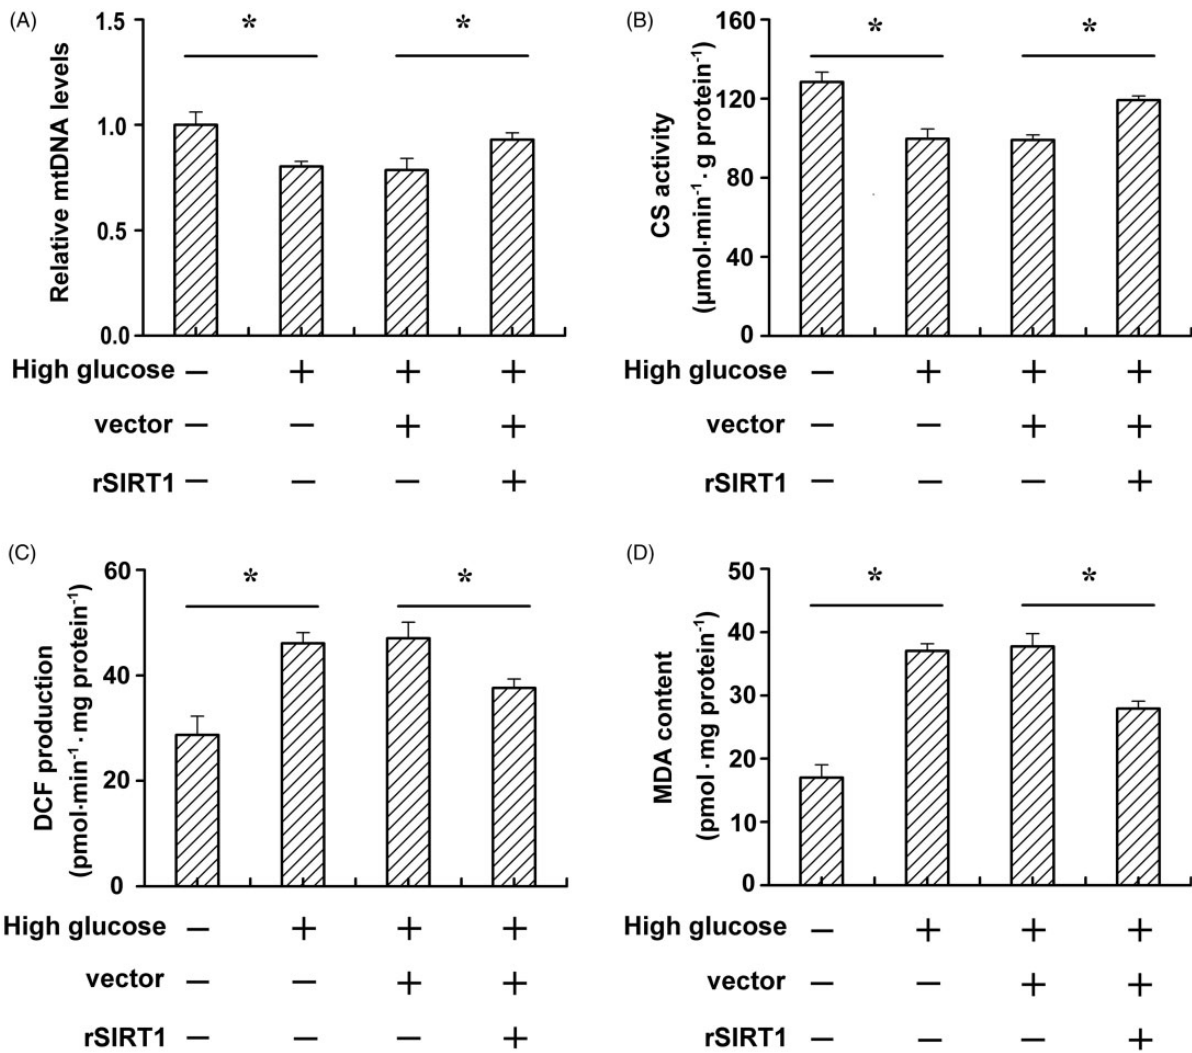 (A)
*
*
1.5
1.0
0.5
0.0
Relative mtDNA levels
High glucose − + + +
vector − − + +
rSIRT1 − − − +
(B)
*
*
160
120
80
40
0
CS activity
(μmol·min⁻¹·g protein⁻¹)
High glucose − + + +
vector − − + +
rSIRT1 − − − +
(C)
*
*
60
40
20
0
DCF production
(pmol·min⁻¹·mg protein⁻¹)
High glucose − + + +
vector − − + +
rSIRT1 − − − +
(D)
*
*
50
40
30
20
10
0
MDA content
(pmol·mg protein⁻¹)
High glucose − + + +
vector − − + +
rSIRT1 − − − +